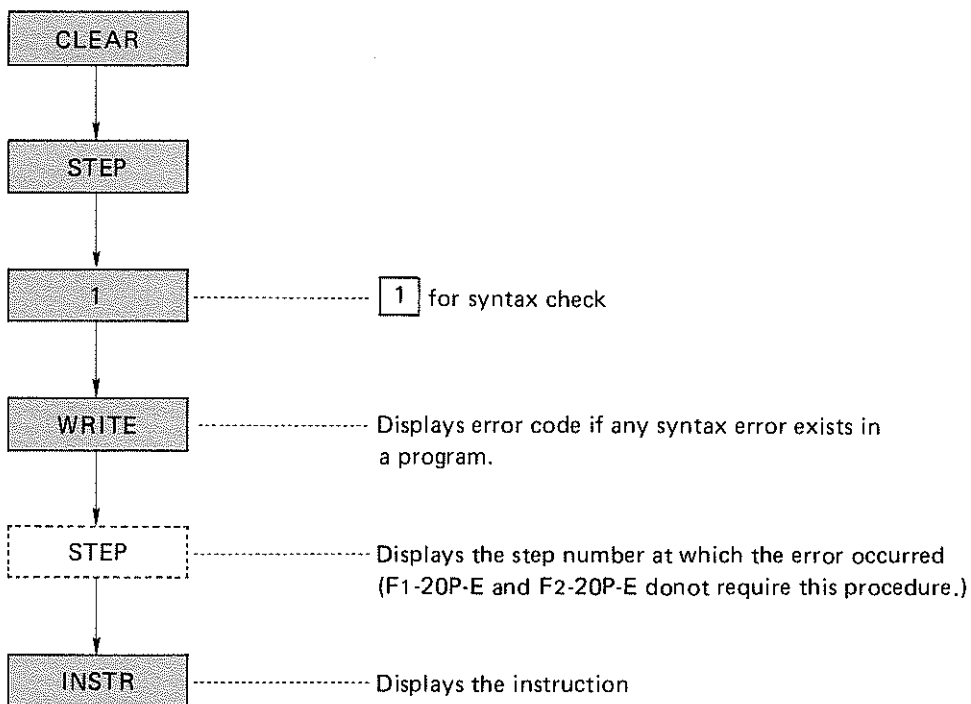 CLEAR
STEP
1
1 for syntax check
WRITE
Displays error code if any syntax error exists in
a program.
STEP
Displays the step number at which the error occurred
(F1-20P-E and F2-20P-E donot require this procedure.)
INSTR
Displays the instruction